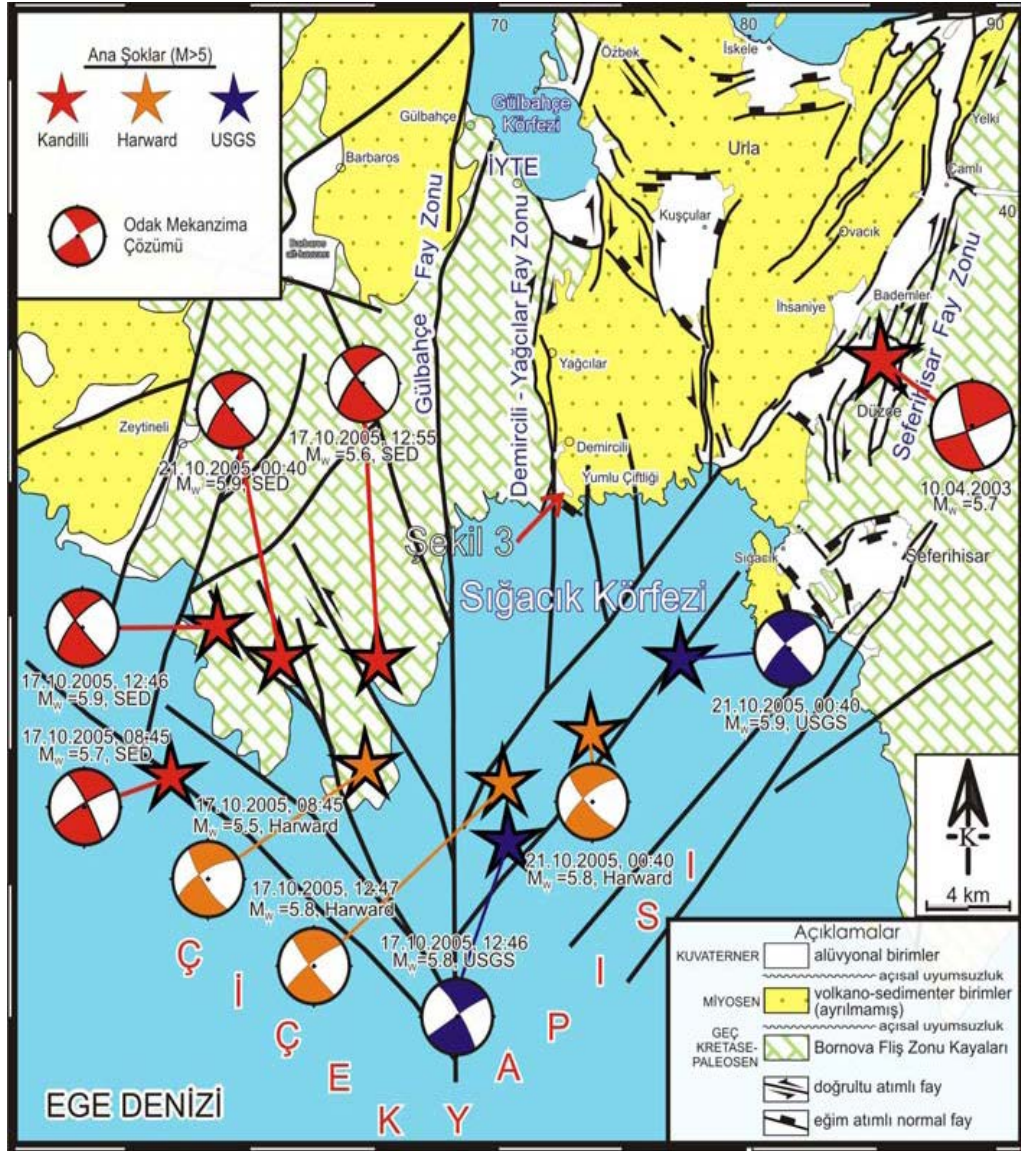 70
80
90
Ana Şoklar (M>5)
Kandilli
Harward
USGS
Odak Mekanzima
Çözümü
Özbek
İskele
Gülbahçe
Körfezi
Gülbahçe
Yelki
Barbaros
İYTE
Urla
Çamlı
Kuşçular
40
Ovacık
Barbaros
İhsaniye
Bademler
Gülbahçe Fay Zonu
Demircili - Yağcılar Fay Zonu
Seferihisar Fay Zonu
Yağcılar
Düzce
Zeytineli
17.10.2005, 12:55
Mw =5.6, SED
21.10.2005, 00:40
Mw =5.9, SED
Demircili
Yumlu Çiftliği
10.04.2003
Mw =5.7
Şekil 3
Sığacık
Seferihisar
Sığacık Körfezi
17.10.2005, 12:46
Mw =5.9, SED
21.10.2005, 00:40
Mw =5.9, USGS
17.10.2005, 08:45
Mw =5.7, SED
17.10.2005, 08:45
Mw =5.5, Harward
21.10.2005, 00:40
Mw =5.8, Harward
17.10.2005, 12:47
Mw =5.8, Harward
17.10.2005, 12:46
Mw =5.8, USGS
K
4 km
ÇİÇEK YAPISI
EGE DENİZİ
Açıklamalar
KUVATERNER
alüvyonal birimler
açısal uyumsuzluk
MİYOSEN
volkano-sedimenter birimler
(ayrılmamış)
açısal uyumsuzluk
GEÇ
KRETASE-
PALEOSEN
Bornova Fliş Zonu Kayaları
doğrultu atımlı fay
eğim atımlı normal fay